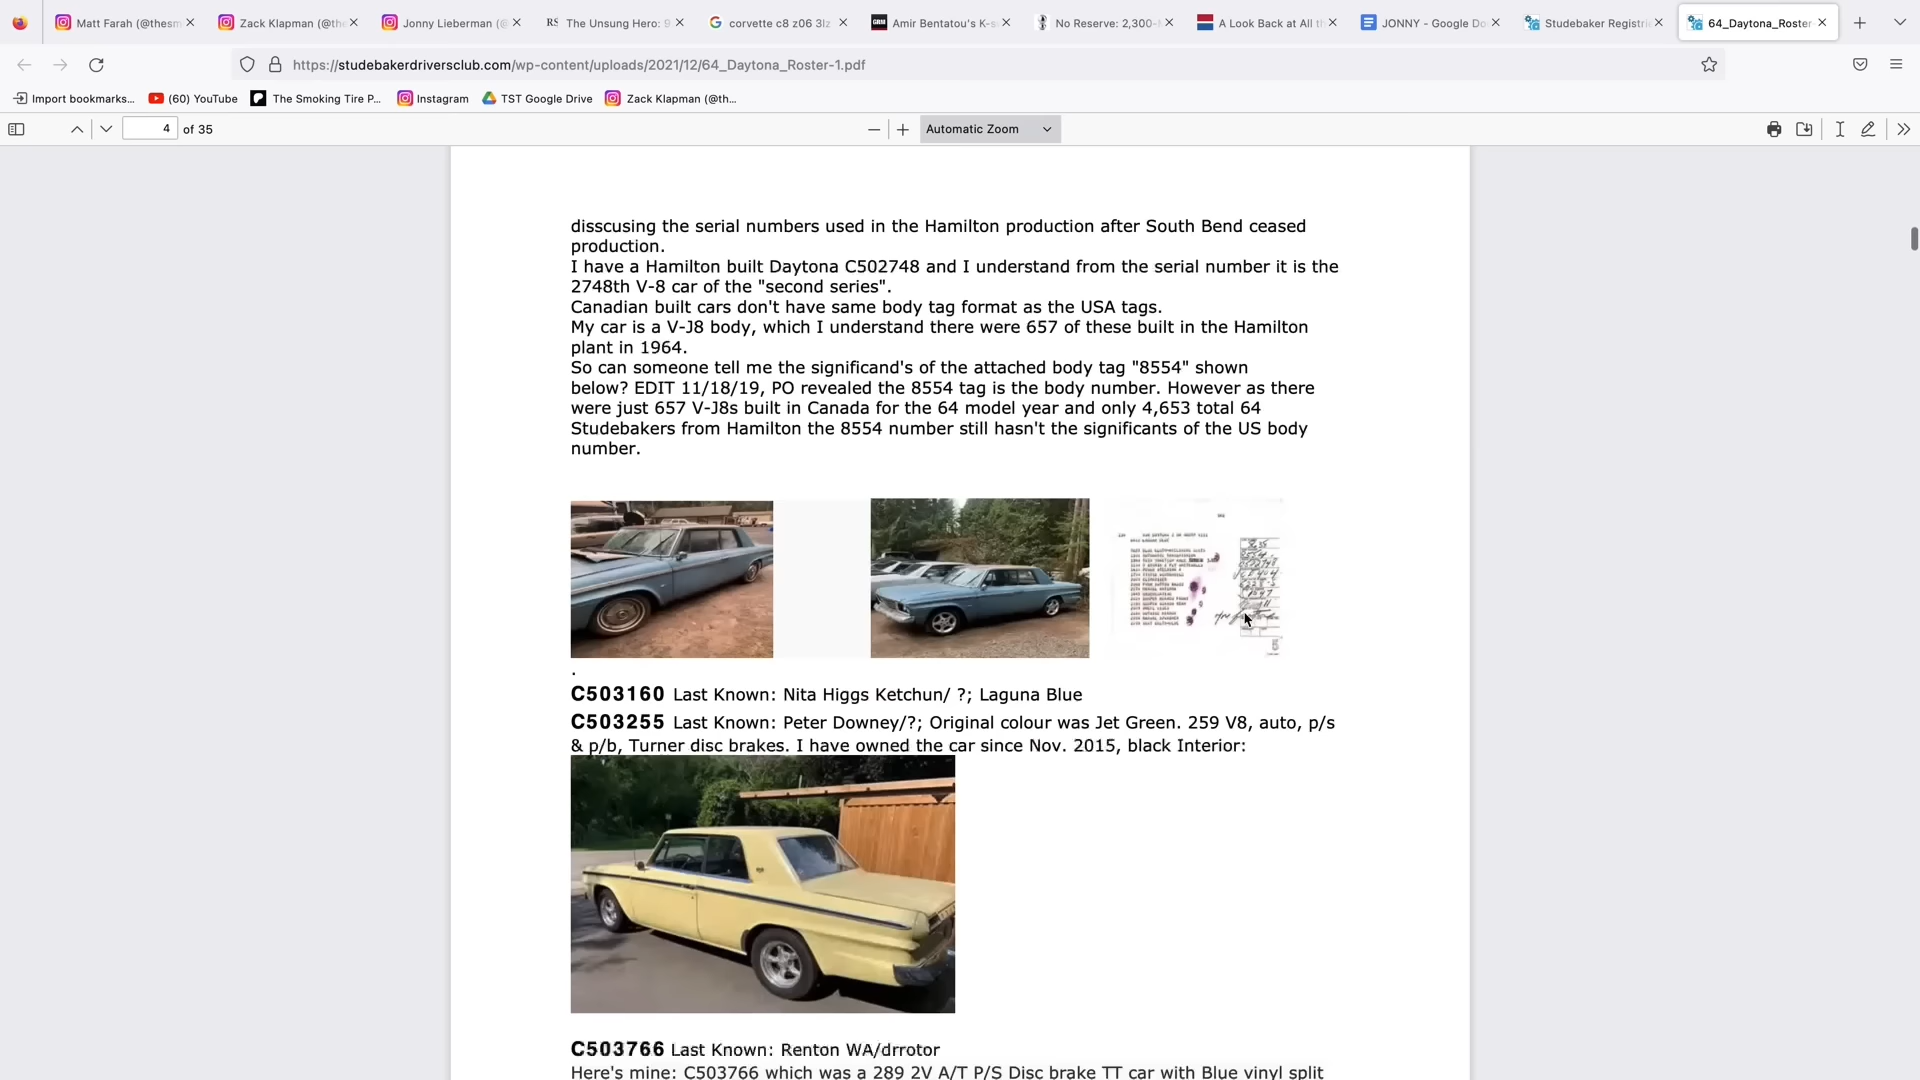 Matt Farah (@thesm
Zack Klapman (@the
Jonny Lieberman (@
RS The Unsung Hero: 9
corvette c8 z06 3lz
GRM Amir Bentatou's K-s
No Reserve: 2,300-M
A Look Back at All th
JONNY - Google Do
Studebaker Registrie
64_Daytona_Roster-
https://studebakerdriversclub.com/wp-content/uploads/2021/12/64_Daytona_Roster-1.pdf
Import bookmarks...
(60) YouTube
The Smoking Tire P...
Instagram
TST Google Drive
Zack Klapman (@th...
4 of 35
Automatic Zoom
disscusing the serial numbers used in the Hamilton production after South Bend ceased
production.
I have a Hamilton built Daytona C502748 and I understand from the serial number it is the
2748th V-8 car of the "second series".
Canadian built cars don't have same body tag format as the USA tags.
My car is a V-J8 body, which I understand there were 657 of these built in the Hamilton
plant in 1964.
So can someone tell me the significand's of the attached body tag "8554" shown
below? EDIT 11/18/19, PO revealed the 8554 tag is the body number. However as there
were just 657 V-J8s built in Canada for the 64 model year and only 4,653 total 64
Studebakers from Hamilton the 8554 number still hasn't the significants of the US body
number.
.
C503160 Last Known: Nita Higgs Ketchun/ ?; Laguna Blue
C503255 Last Known: Peter Downey/?; Original colour was Jet Green. 259 V8, auto, p/s
& p/b, Turner disc brakes. I have owned the car since Nov. 2015, black Interior:
C503766 Last Known: Renton WA/drrotor
Here's mine: C503766 which was a 289 2V A/T P/S Disc brake TT car with Blue vinyl split